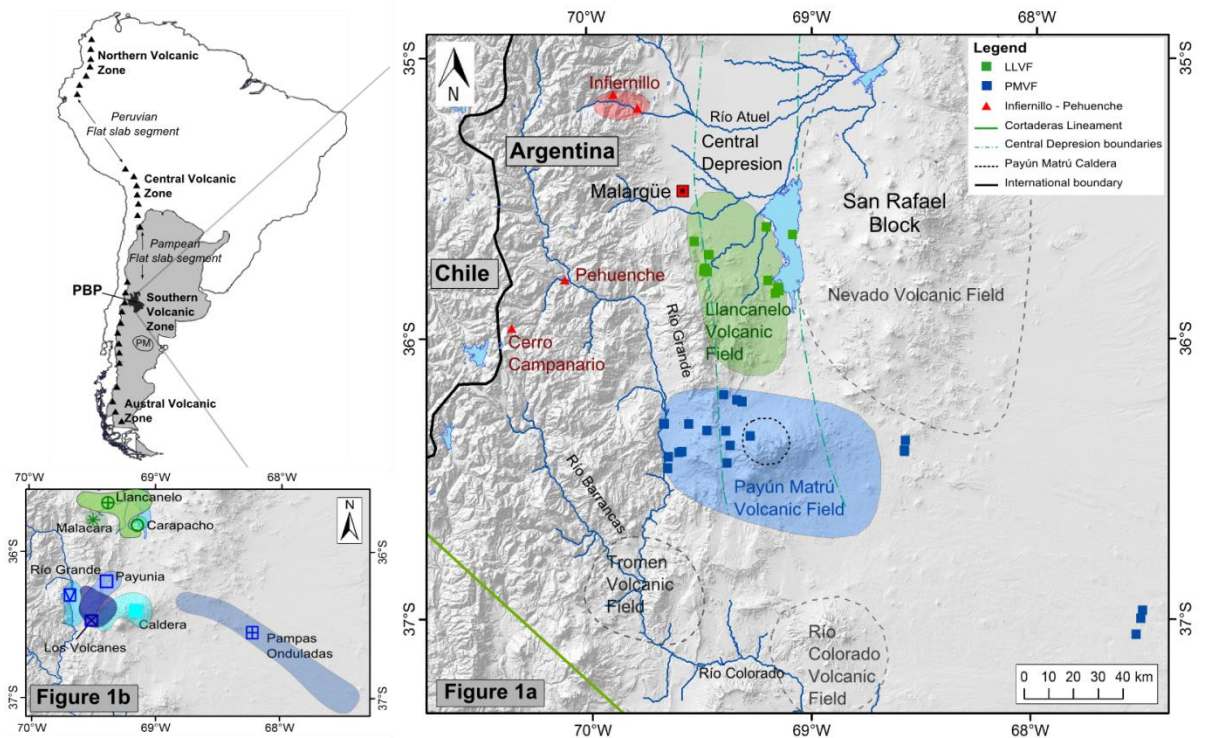 Northern Volcanic
Zone
Peruvian
Flat slab segment
Central Volcanic
Zone
Pampean
Flat slab segment
PBP
Southern
Volcanic
Zone
PM
Austral Volcanic
Zone
70°W
69°W
68°W
35°S
36°S
37°S
N
Infiernillo
Argentina
Río Atuel
Central
Depresion
Malargüe
Chile
Pehuenche
Cerro
Campanario
Río Grande
Llancanelo
Volcanic
Field
San Rafael
Block
Nevado Volcanic Field
Payún Matrú
Volcanic Field
Río Barrancas
Tromen
Volcanic
Field
Río
Colorado
Volcanic
Field
Río Colorado
Figure 1a
Legend
LLVF
PMVF
Infiernillo - Pehuenche
Cortaderas Lineament
Central Depresion boundaries
Payún Matrú Caldera
International boundary
0 10 20 30 40
km
35°S
36°S
37°S
70°W
69°W
68°W
70°W
69°W
68°W
N
Llancanelo
Malacara
Carapacho
36°S
36°S
Río Grande
Payunia
Caldera
Los Volcanes
Pampas
Onduladas
37°S
37°S
Figure 1b
70°W
69°W
68°W